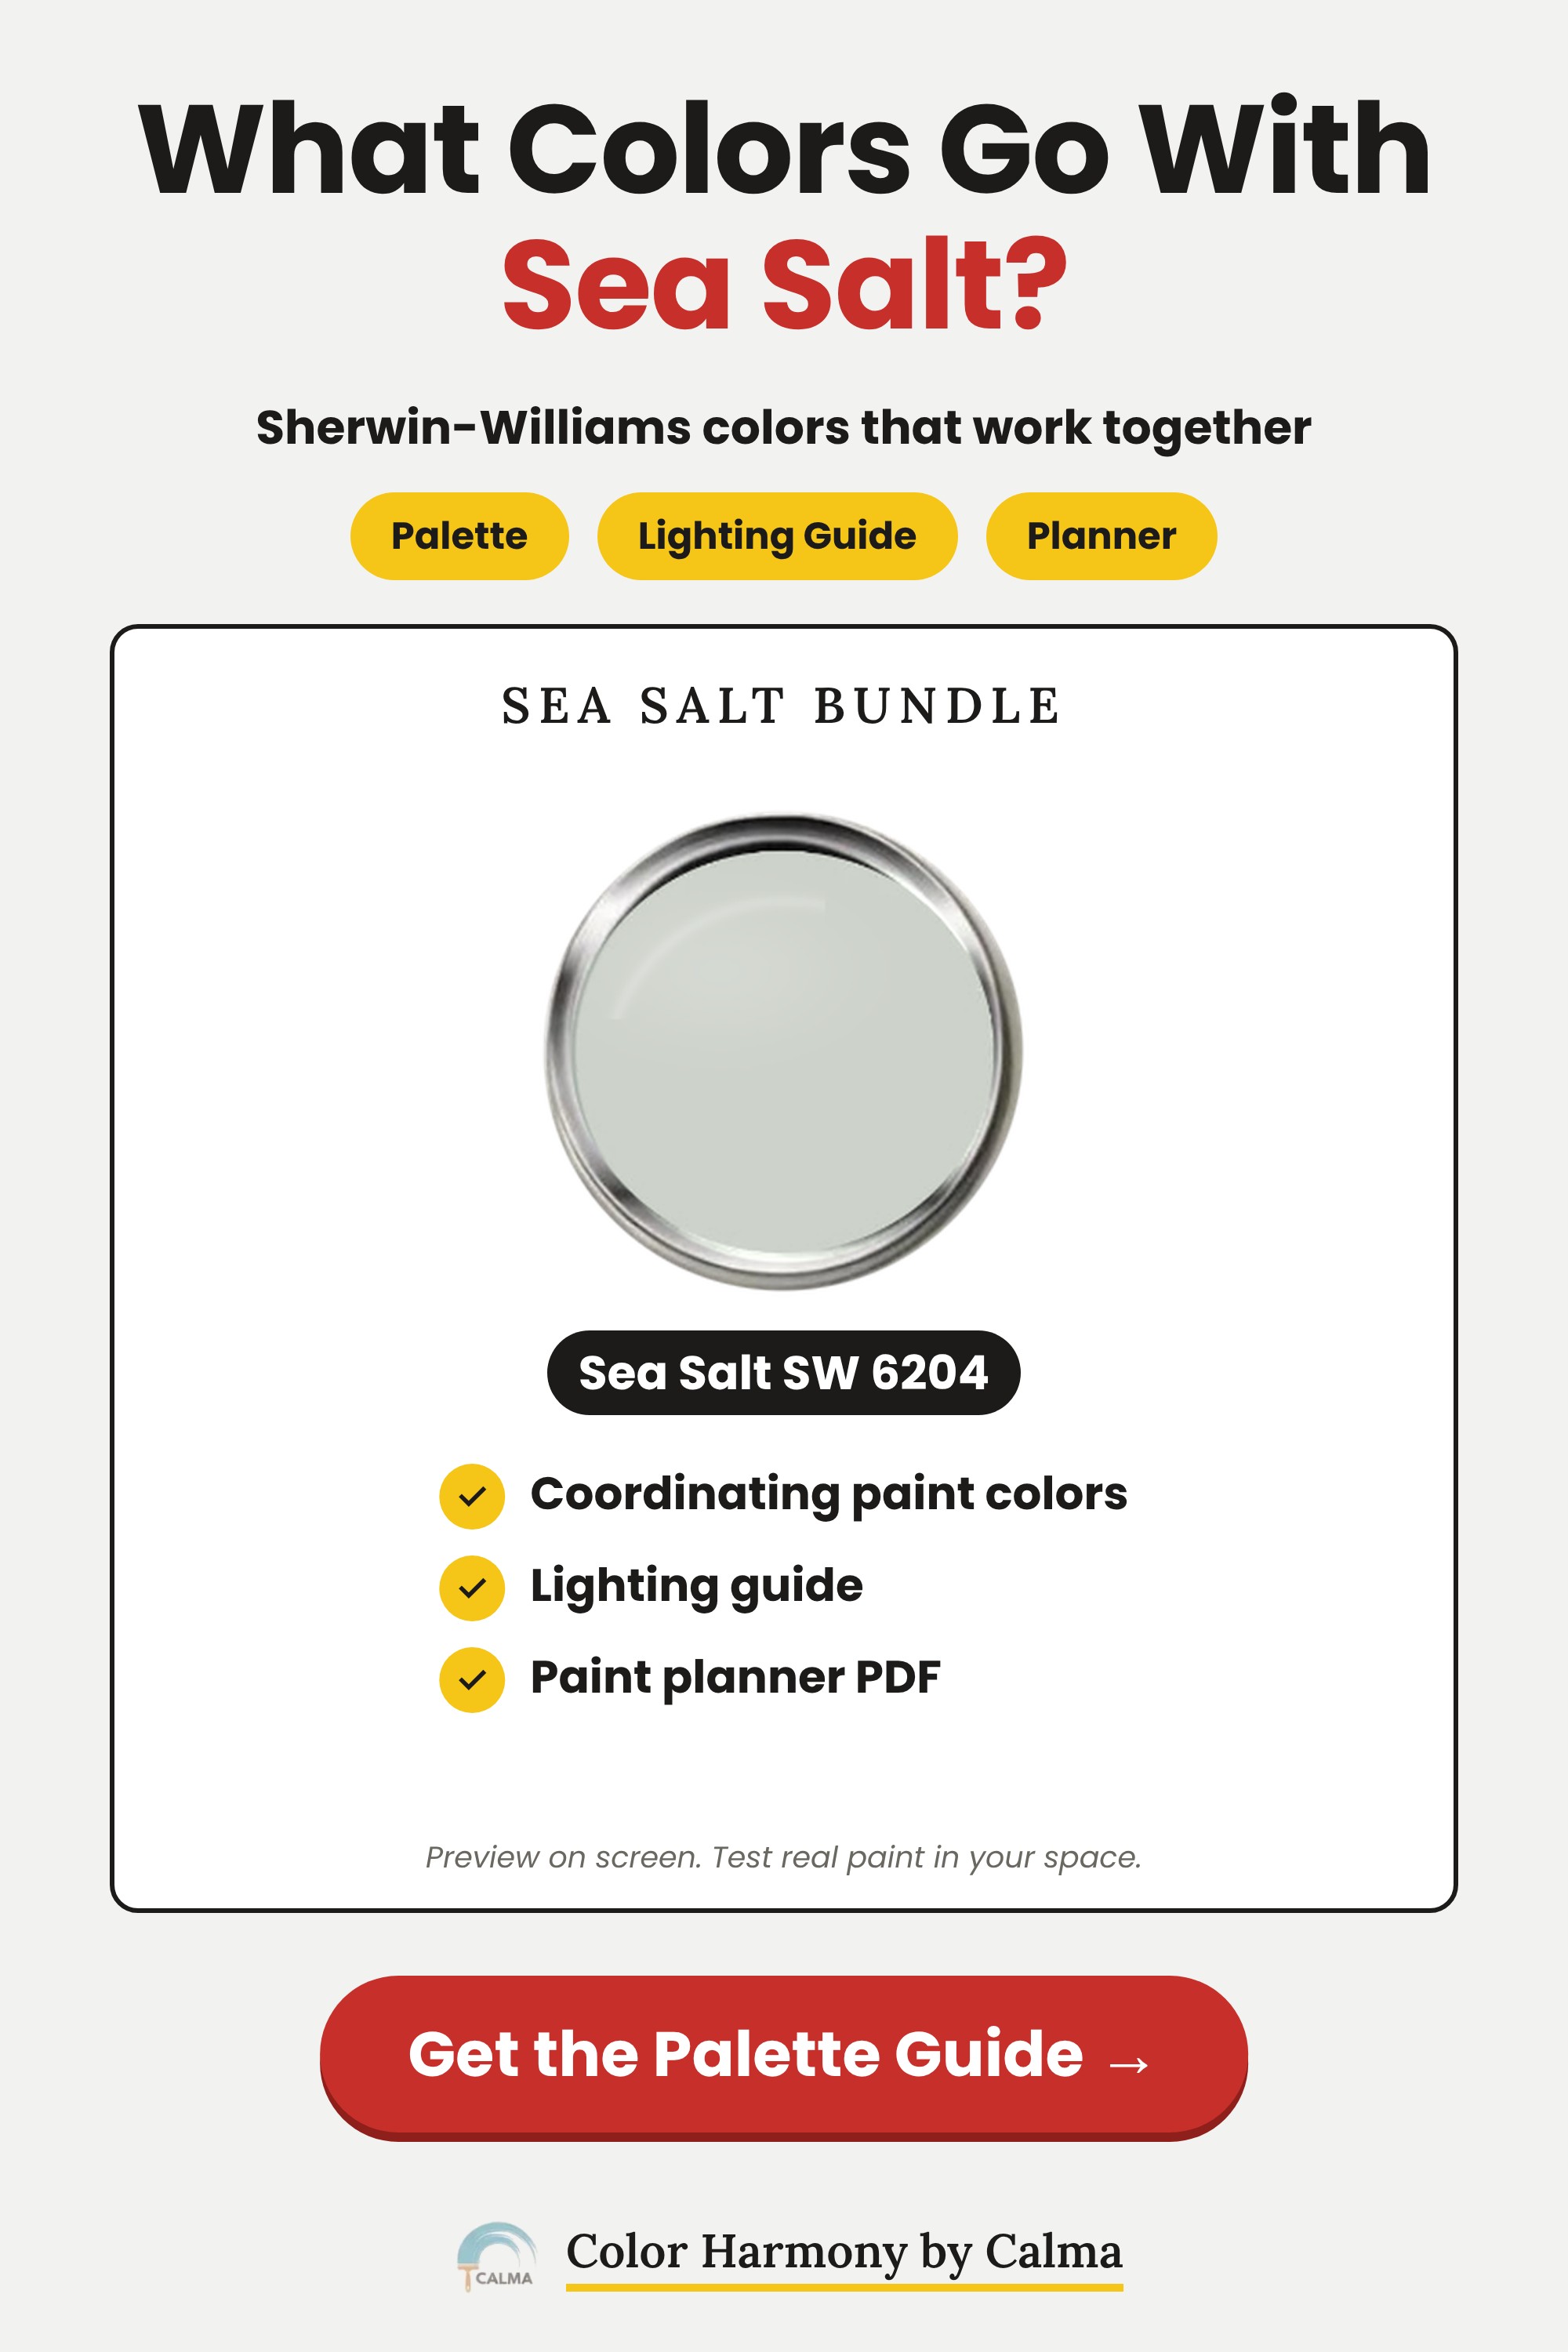 What Colors Go With
Sea Salt?
Sherwin-Williams colors that work together
Palette
Lighting Guide
Planner
SEA SALT BUNDLE
Sea Salt SW 6204
Coordinating paint colors
Lighting guide
Paint planner PDF
Preview on screen. Test real paint in your space.
Get the Palette Guide →
CALMA
Color Harmony by Calma